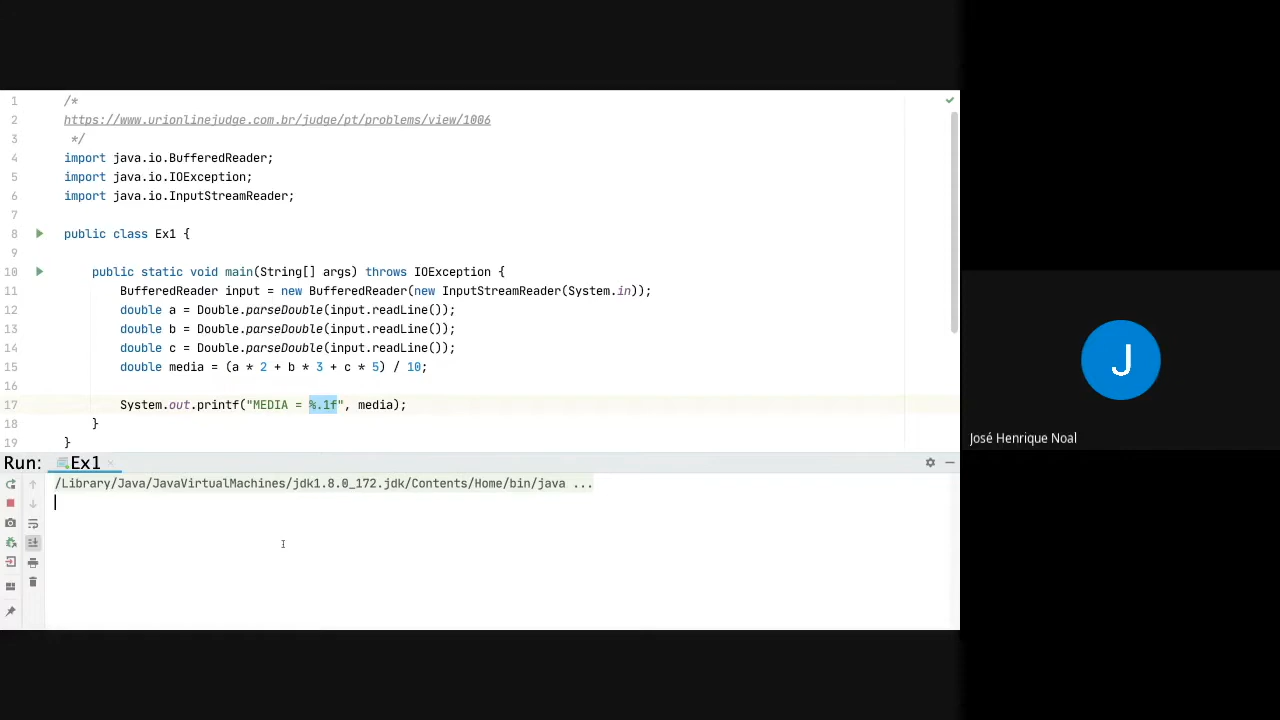 1 /*
2 https://www.urionlinejudge.com.br/judge/pt/problems/view/1006
3 */
4 import java.io.BufferedReader;
5 import java.io.IOException;
6 import java.io.InputStreamReader;
7
8 public class Ex1 {
9
10 public static void main(String[] args) throws IOException {
11 BufferedReader input = new BufferedReader(new InputStreamReader(System.in));
12 double a = Double.parseDouble(input.readLine());
13 double b = Double.parseDouble(input.readLine());
14 double c = Double.parseDouble(input.readLine());
15 double media = (a * 2 + b * 3 + c * 5) / 10;
16
17 System.out.printf("MEDIA = %.1f", media);
18 }
19 }
Run: Ex1
/Library/Java/JavaVirtualMachines/jdk1.8.0_172.jdk/Contents/Home/bin/java ...
J
José Henrique Noal